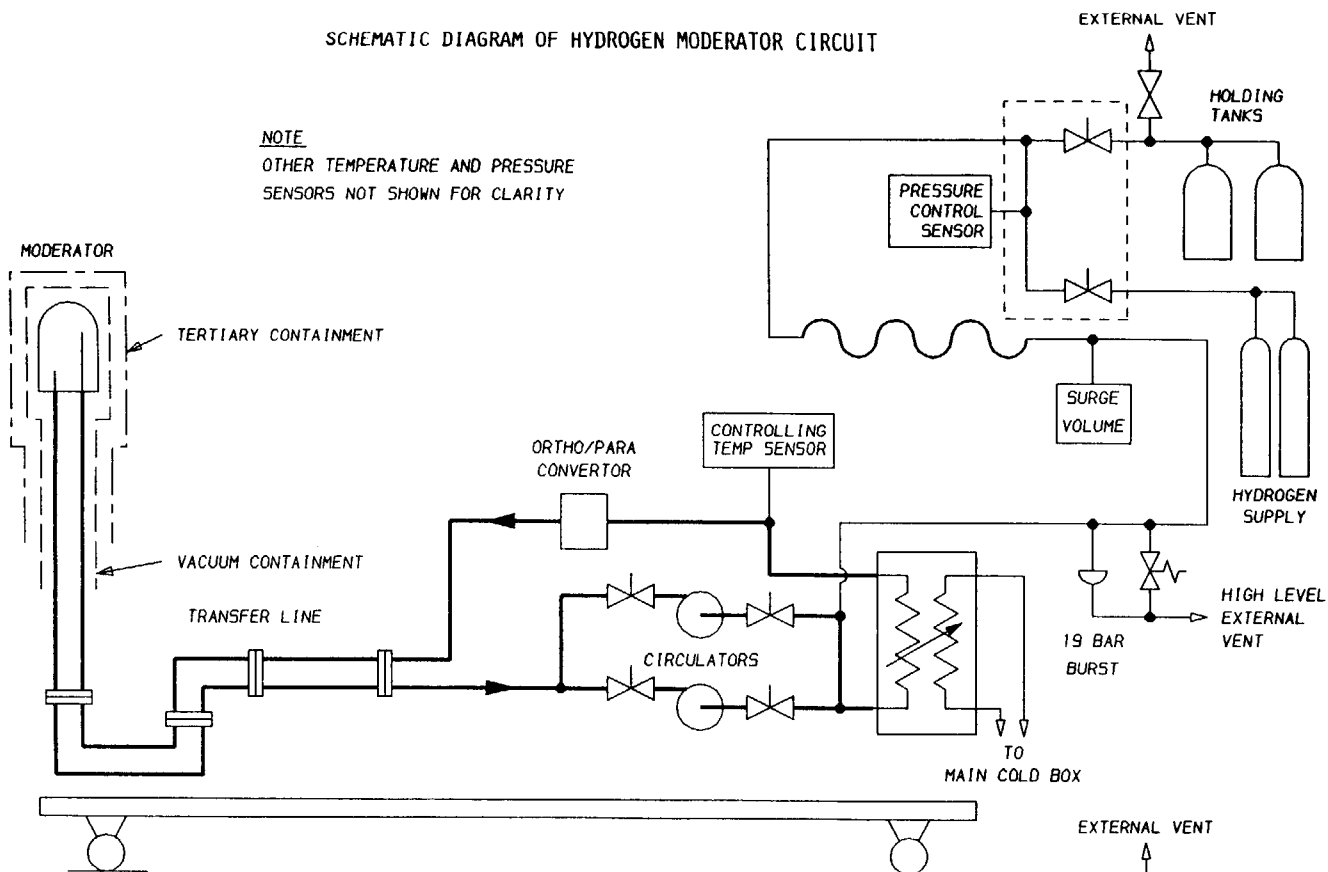 SCHEMATIC DIAGRAM OF HYDROGEN MODERATOR CIRCUIT
EXTERNAL VENT
HOLDING
TANKS
NOTE
OTHER TEMPERATURE AND PRESSURE
SENSORS NOT SHOWN FOR CLARITY
PRESSURE
CONTROL
SENSOR
MODERATOR
TERTIARY CONTAINMENT
SURGE
VOLUME
CONTROLLING
TEMP SENSOR
ORTHO/PARA
CONVERTOR
HYDROGEN
SUPPLY
VACUUM CONTAINMENT
TRANSFER LINE
CIRCULATORS
19 BAR
BURST
HIGH LEVEL
EXTERNAL
VENT
TO
MAIN COLD BOX
EXTERNAL VENT